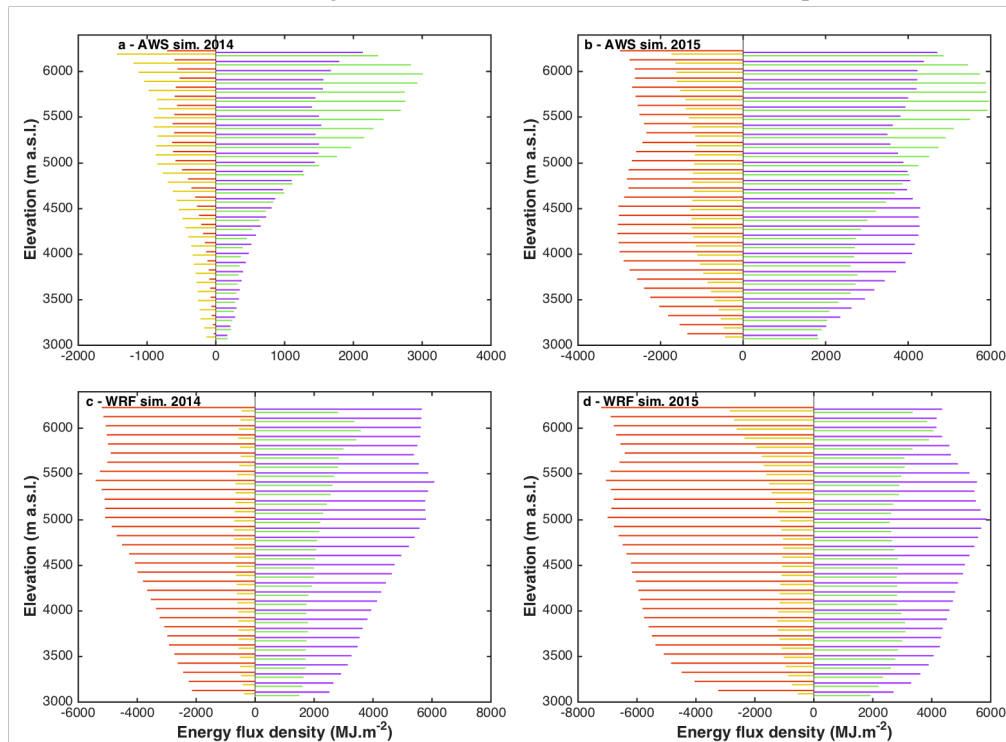 a - AWS sim. 2014
b - AWS sim. 2015
Elevation (m a.s.l.)
6000
5500
5000
4500
4000
3500
3000
-2000 -1000 0 1000 2000 3000 4000
Elevation (m a.s.l.)
6000
5500
5000
4500
4000
3500
3000
-4000 -2000 0 2000 4000 6000
c - WRF sim. 2014
d - WRF sim. 2015
Elevation (m a.s.l.)
6000
5500
5000
4500
4000
3500
3000
-6000 -4000 -2000 0 2000 4000 6000 8000
Energy flux density (MJ.m⁻²)
Elevation (m a.s.l.)
6000
5500
5000
4500
4000
3500
3000
-8000 -6000 -4000 -2000 0 2000 4000 6000
Energy flux density (MJ.m⁻²)